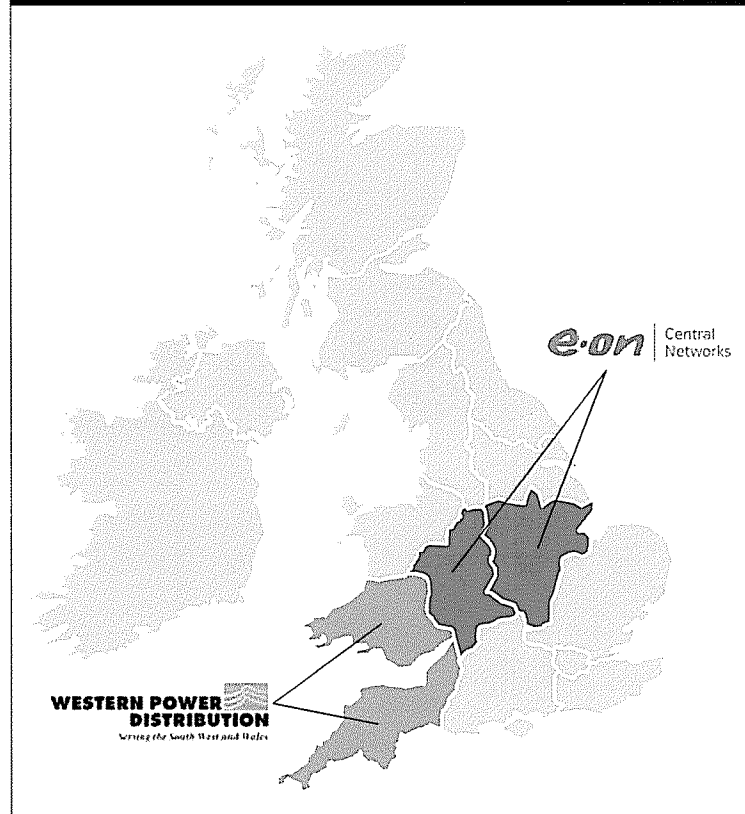 e·on | Central
Networks
WESTERN POWER
DISTRIBUTION
Serving the South West and Wales